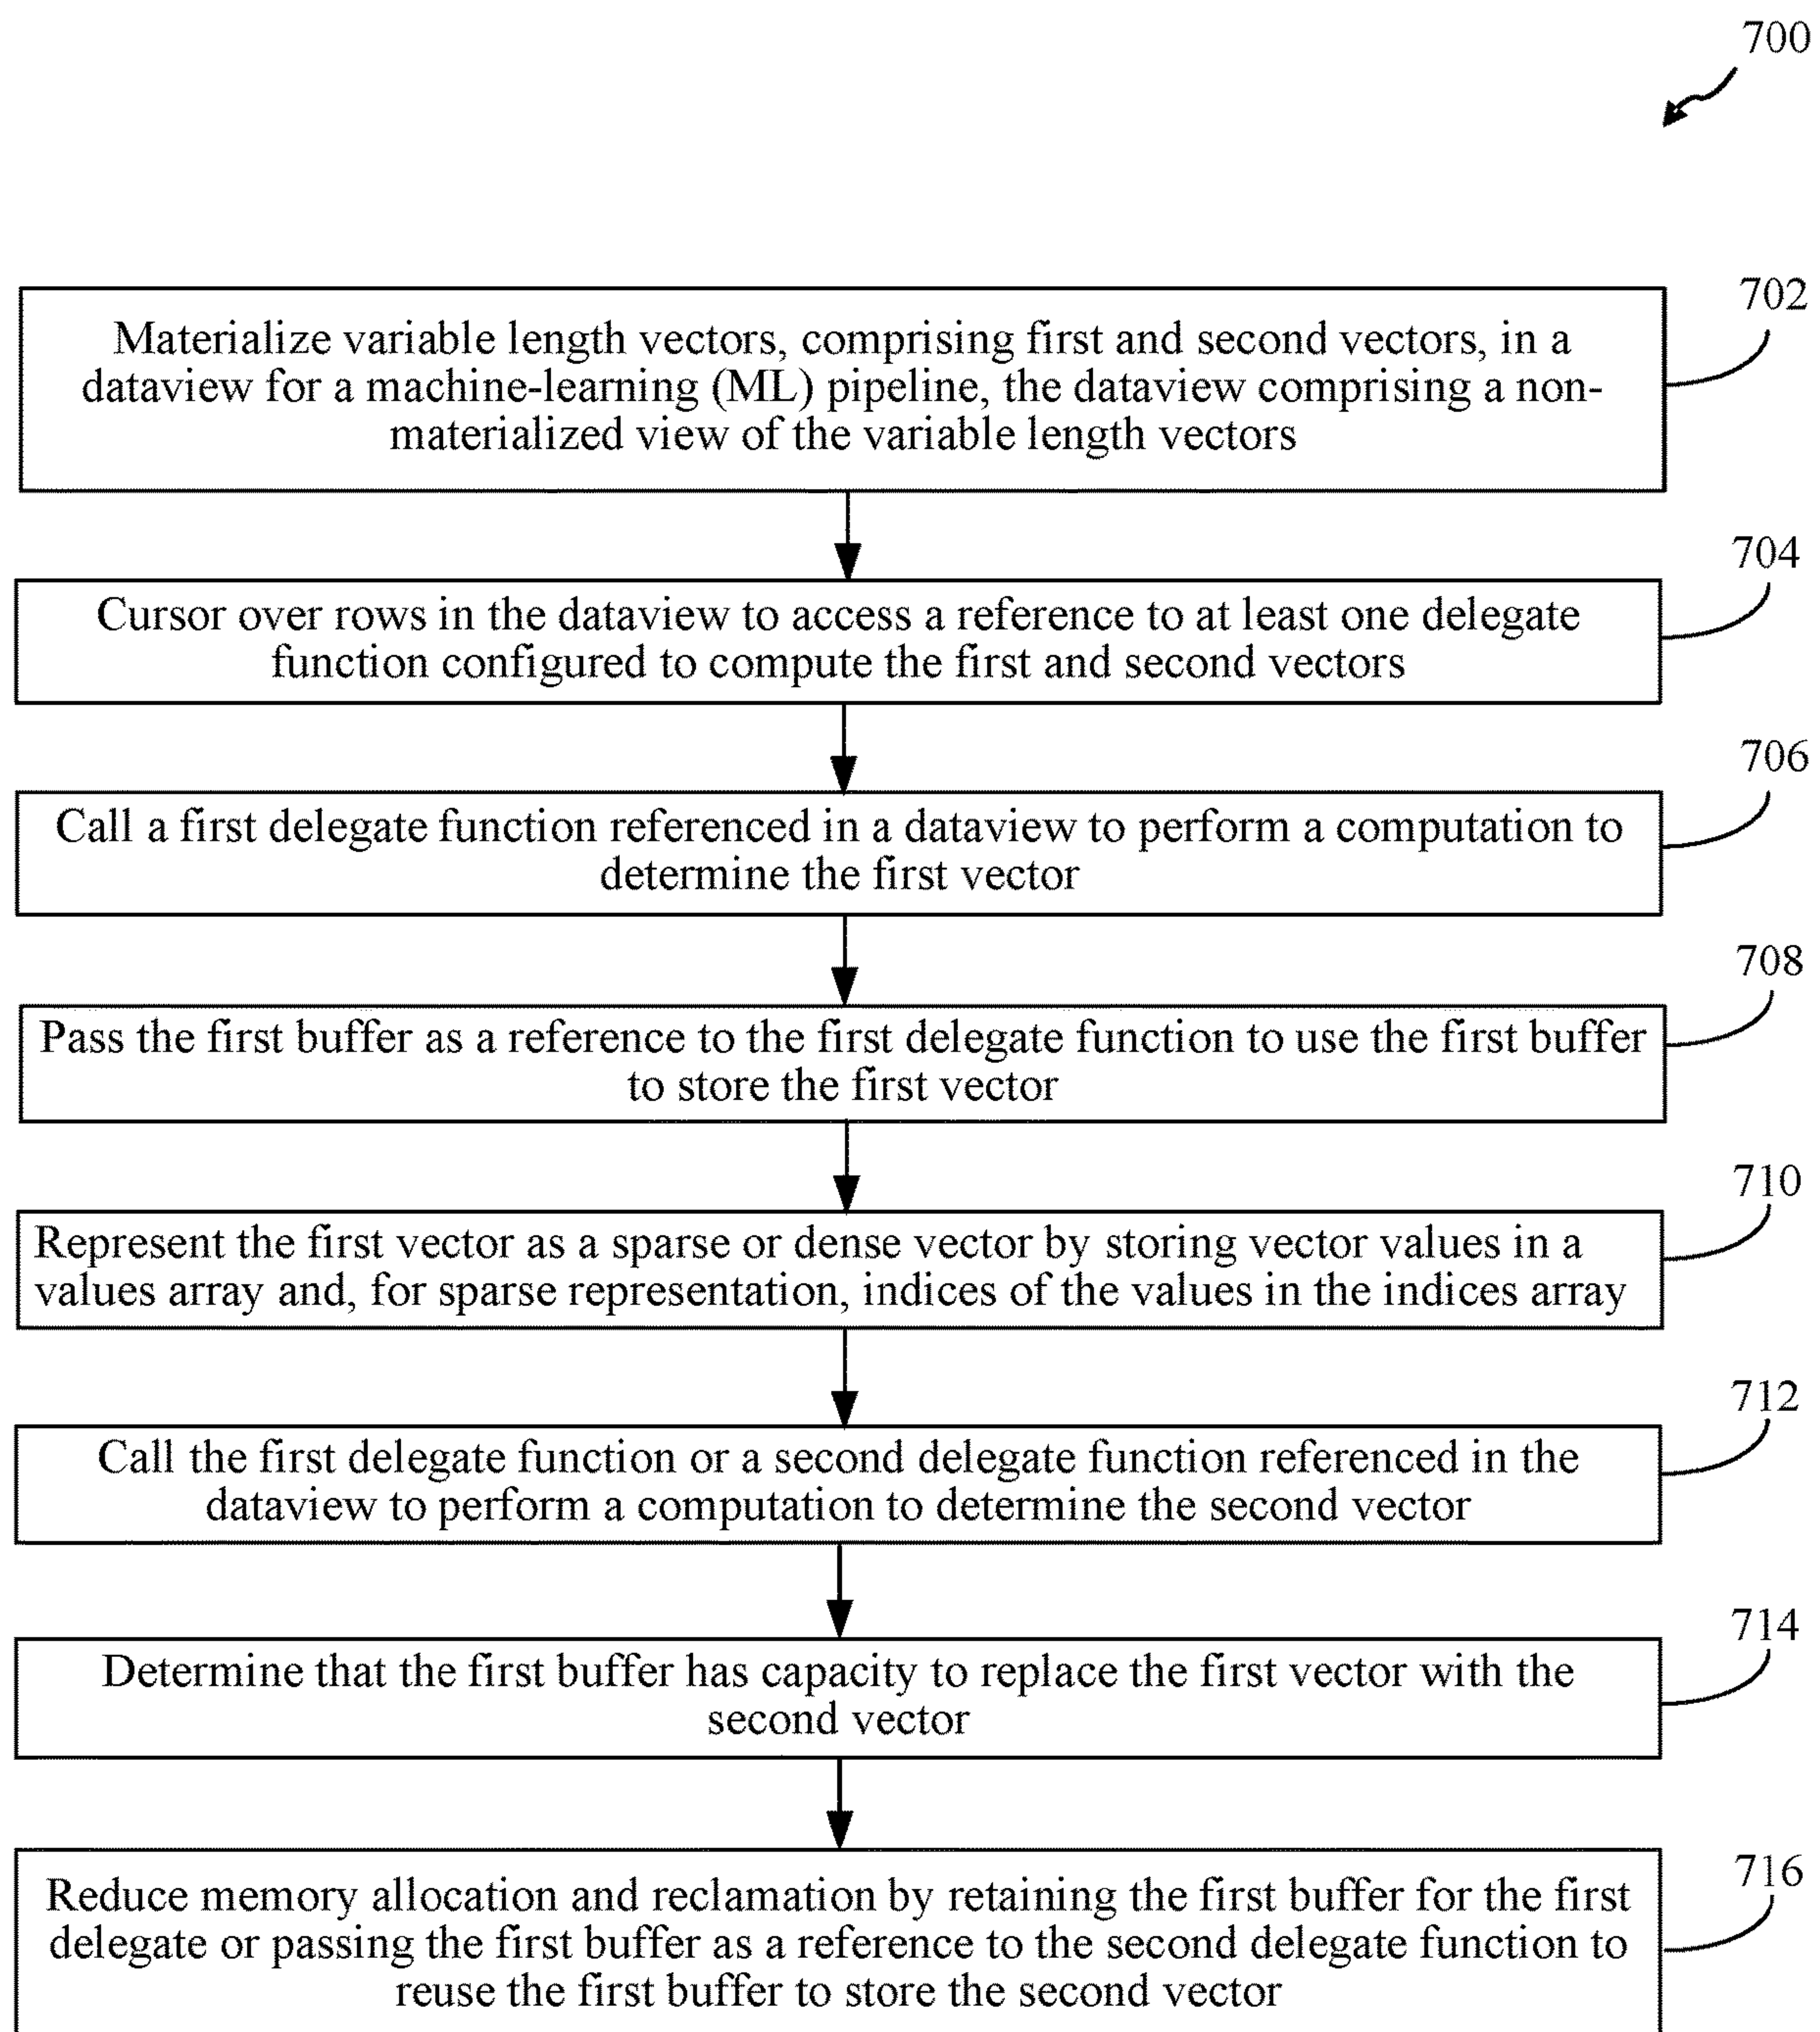 700
702
Materialize variable length vectors, comprising first and second vectors, in a
dataview for a machine-learning (ML) pipeline, the dataview comprising a non-
materialized view of the variable length vectors
704
Cursor over rows in the dataview to access a reference to at least one delegate
function configured to compute the first and second vectors
706
Call a first delegate function referenced in a dataview to perform a computation to
determine the first vector
708
Pass the first buffer as a reference to the first delegate function to use the first buffer
to store the first vector
710
Represent the first vector as a sparse or dense vector by storing vector values in a
values array and, for sparse representation, indices of the values in the indices array
712
Call the first delegate function or a second delegate function referenced in the
dataview to perform a computation to determine the second vector
714
Determine that the first buffer has capacity to replace the first vector with the
second vector
716
Reduce memory allocation and reclamation by retaining the first buffer for the first
delegate or passing the first buffer as a reference to the second delegate function to
reuse the first buffer to store the second vector